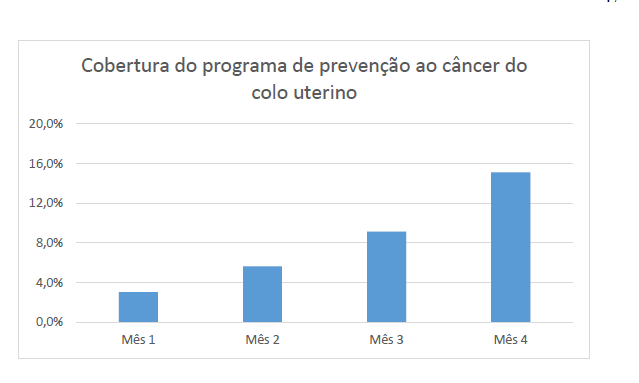 Cobertura do programa de prevenção ao câncer do
colo uterino
20,0%
16,0%
12,0%
8,0%
4,0%
0,0%
Mês 1 Mês 2 Mês 3 Mês 4